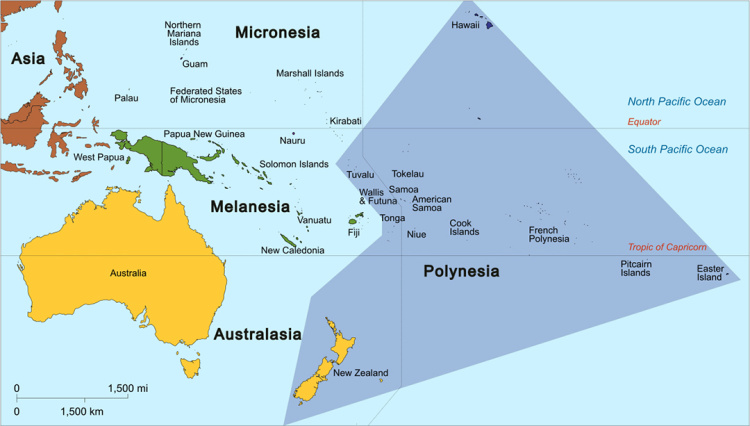 Northern
Mariana
Islands
Micronesia
Hawaii
Asia
Guam
Marshall Islands
Palau
Federated States
of Micronesia
North Pacific Ocean
Kirabati
Equator
Papua New Guinea
Nauru
South Pacific Ocean
West Papua
Solomon Islands
Tuvalu
Tokelau
Wallis
& Futuna
Samoa
American
Samoa
Melanesia
Vanuatu
Tonga
Fiji
Niue
Cook
Islands
French
Polynesia
New Caledonia
Tropic of Capricorn
Australia
Polynesia
Pitcairn
Islands
Easter
Island
Australasia
New Zealand
0
1,500 mi
0
1,500 km